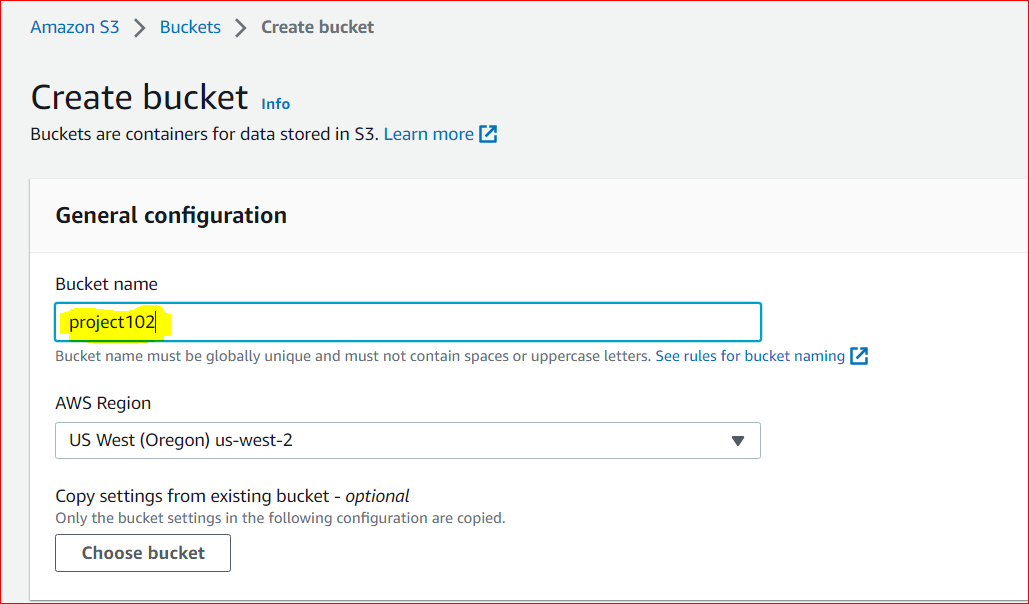 Amazon S3 > Buckets > Create bucket
Create bucket Info
Buckets are containers for data stored in S3. Learn more
General configuration
Bucket name
project102
Bucket name must be globally unique and must not contain spaces or uppercase letters. See rules for bucket naming
AWS Region
US West (Oregon) us-west-2
Copy settings from existing bucket - optional
Only the bucket settings in the following configuration are copied.
Choose bucket